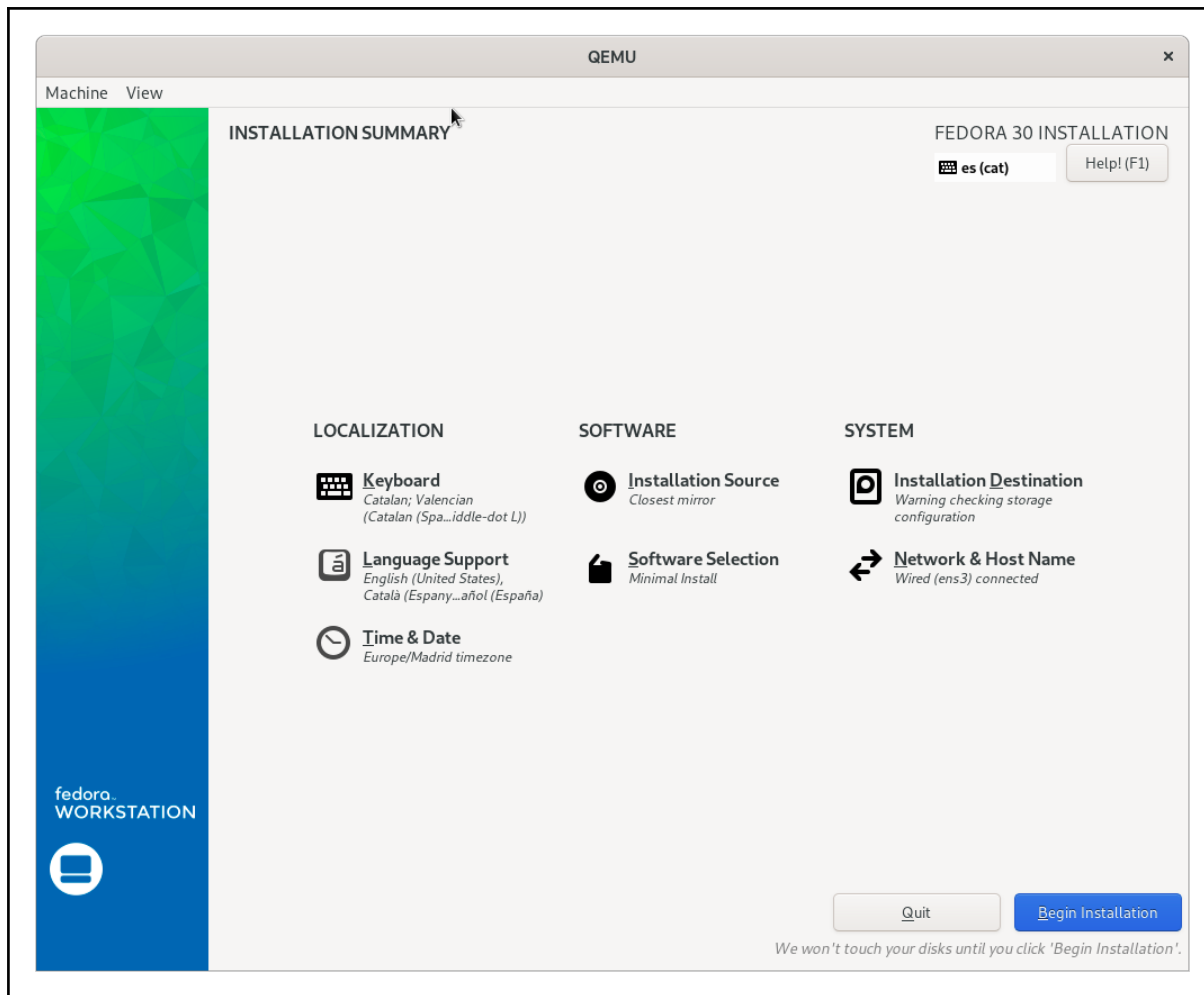 QEMU
Machine View
INSTALLATION SUMMARY
FEDORA 30 INSTALLATION
es (cat)
Help! (F1)
LOCALIZATION
Keyboard
Catalan; Valencian
(Catalan (Spa...iddle-dot L))
Language Support
English (United States),
Català (Espany...añol (España)
Time & Date
Europe/Madrid timezone
SOFTWARE
Installation Source
Closest mirror
Software Selection
Minimal Install
SYSTEM
Installation Destination
Warning checking storage
configuration
Network & Host Name
Wired (ens3) connected
fedora™
WORKSTATION
Quit
Begin Installation
We won't touch your disks until you click 'Begin Installation'.